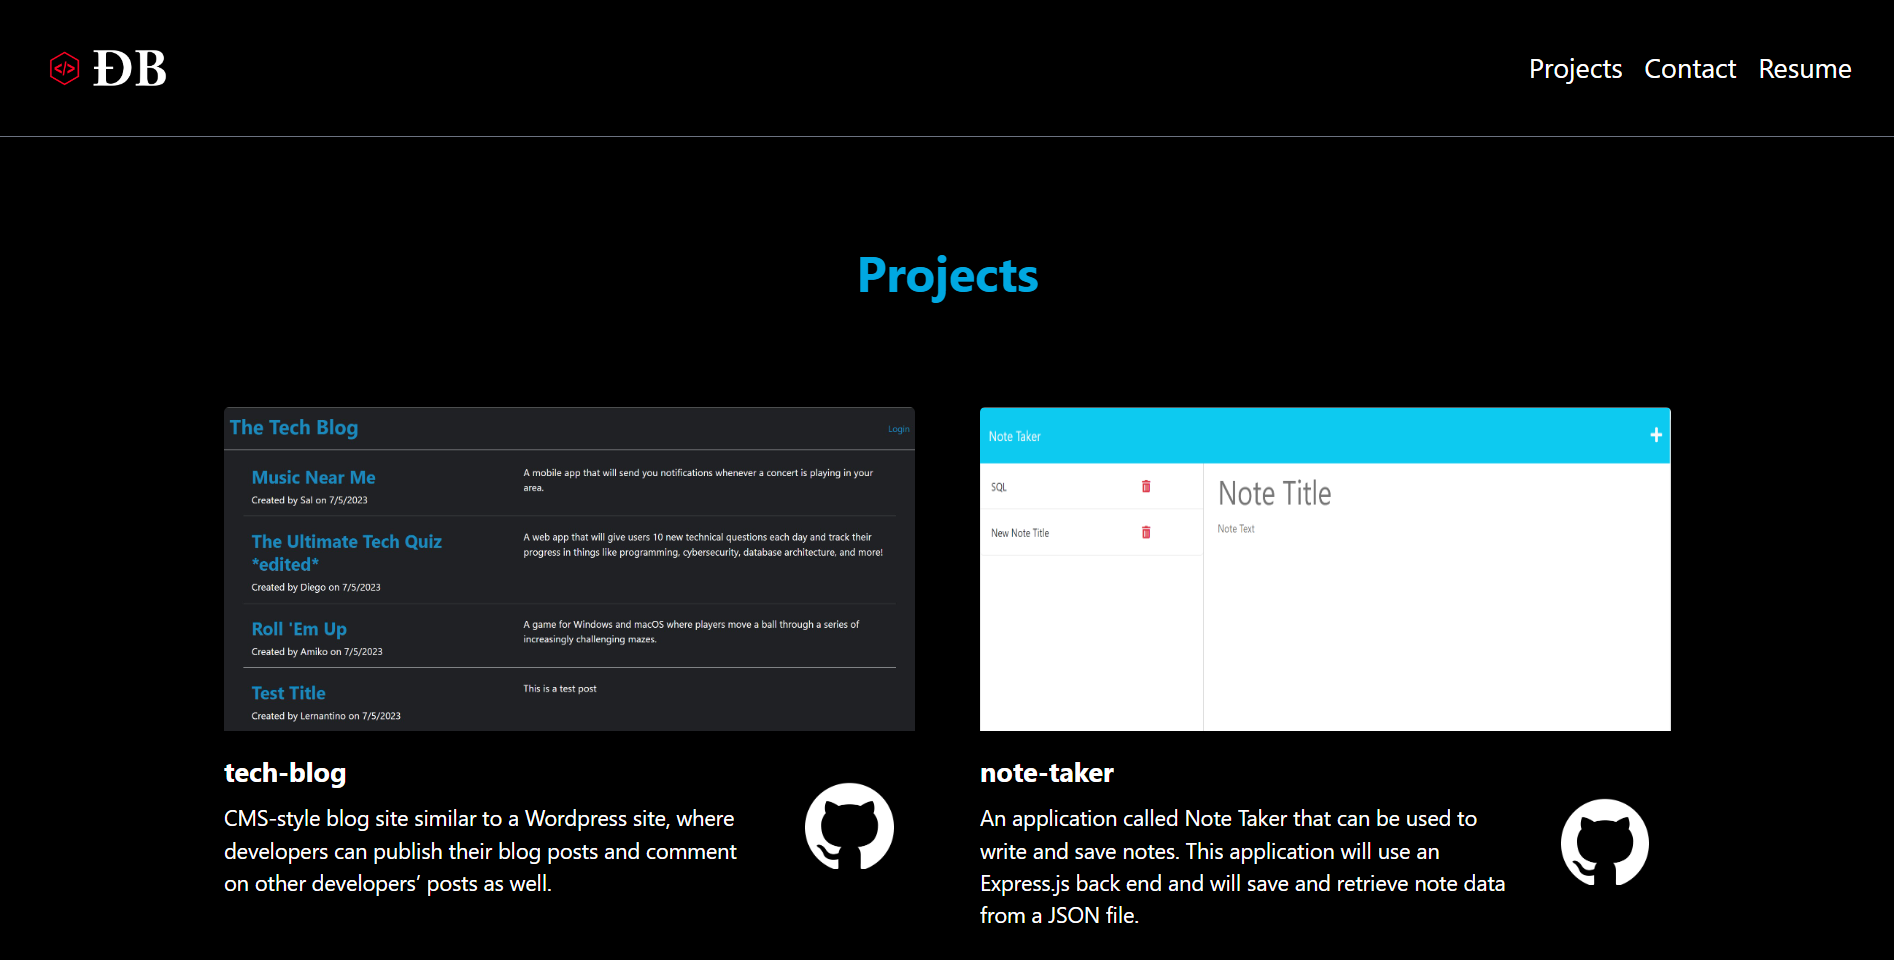 </> ÐB
Projects Contact Resume
Projects
The Tech Blog
Login
Music Near Me
Created by Sal on 7/5/2023
A mobile app that will send you notifications whenever a concert is playing in your
area.
The Ultimate Tech Quiz
*edited*
Created by Diego on 7/5/2023
A web app that will give users 10 new technical questions each day and track their
progress in things like programming, cybersecurity, database architecture, and more!
Roll 'Em Up
Created by Amiko on 7/5/2023
A game for Windows and macOS where players move a ball through a series of
increasingly challenging mazes.
Test Title
Created by Lernantino on 7/5/2023
This is a test post
tech-blog
CMS-style blog site similar to a Wordpress site, where
developers can publish their blog posts and comment
on other developers’ posts as well.
Note Taker
+
SQL
New Note Title
Note Title
Note Text
note-taker
An application called Note Taker that can be used to
write and save notes. This application will use an
Express.js back end and will save and retrieve note data
from a JSON file.